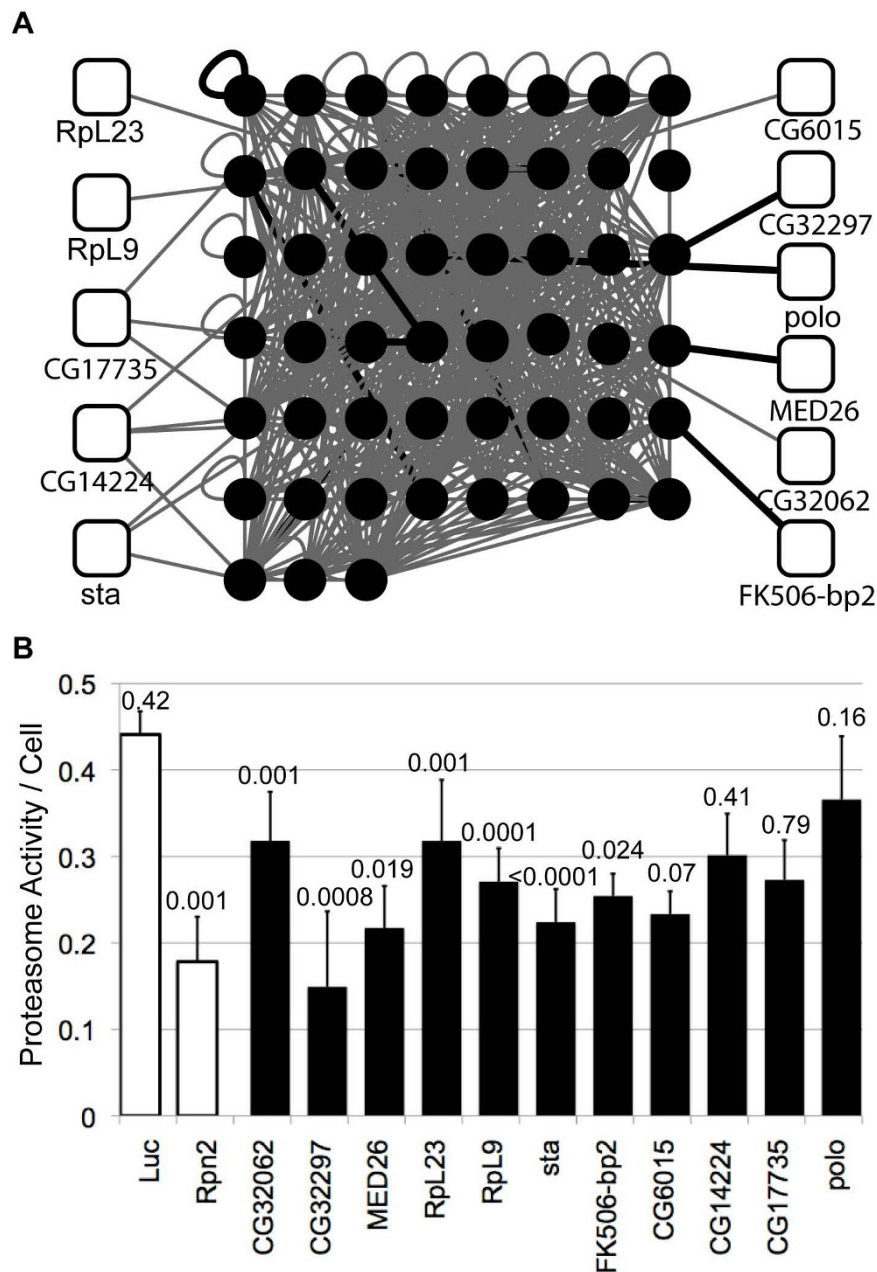 A
RpL23
RpL9
CG17735
CG14224
sta
CG6015
CG32297
polo
MED26
CG32062
FK506-bp2
B
Proteasome Activity / Cell
0.5
0.4
0.3
0.2
0.1
0
0.42
0.001
0.001
0.0008
0.019
0.001
0.0001
<0.0001
0.024
0.07
0.41
0.79
0.16
Luc
Rpn2
CG32062
CG32297
MED26
RpL23
RpL9
sta
FK506-bp2
CG6015
CG14224
CG17735
polo